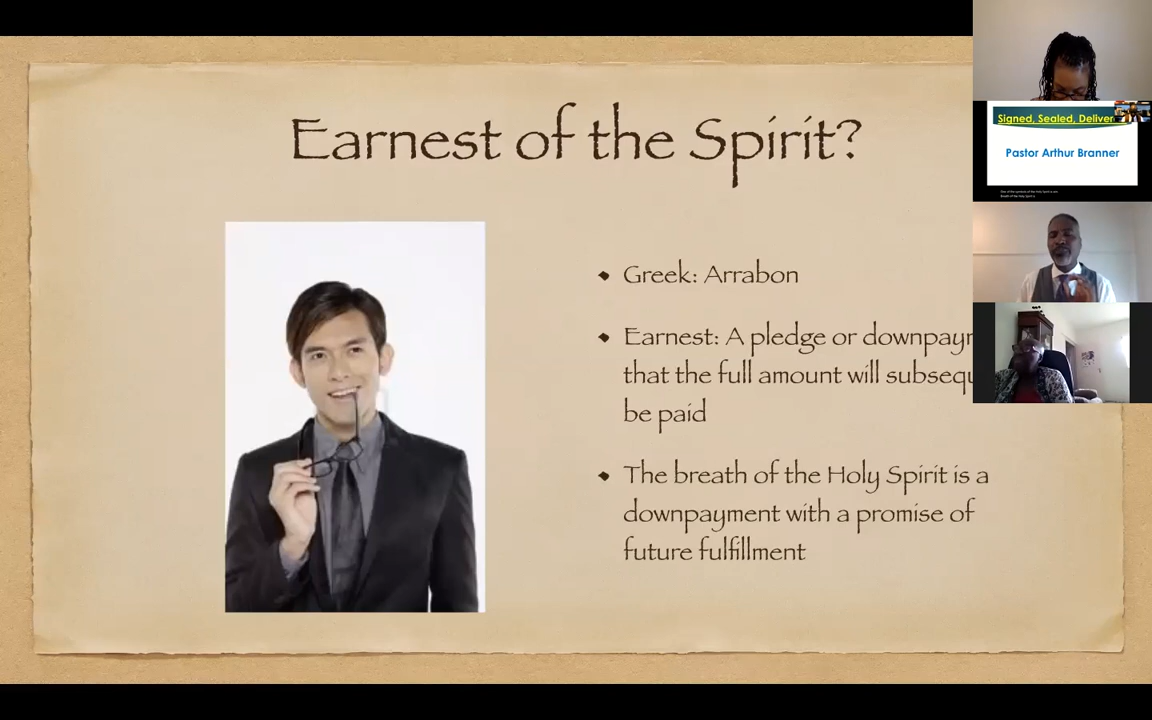 Earnest of the Spirit?
Greek: Arrabon
Earnest: A pledge or downpaym
that the full amount will subsequ
be paid
The breath of the Holy Spirit is a
downpayment with a promise of
future fulfillment
Signed, Sealed, Deliver
Pastor Arthur Branner